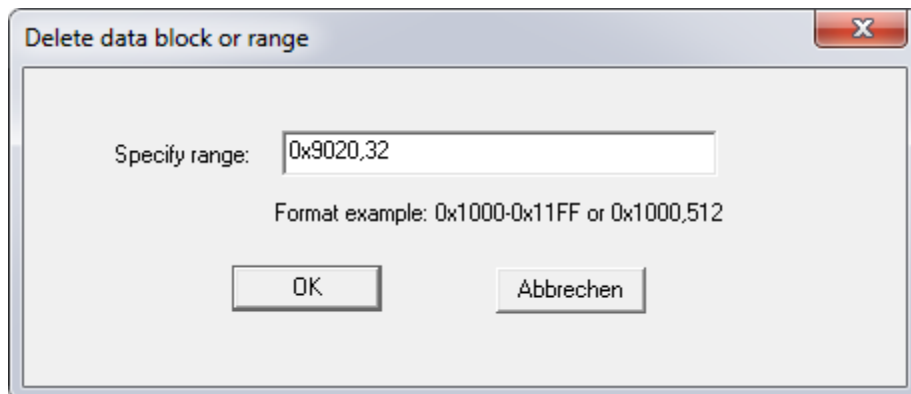 Delete data block or range
Specify range: 0x9020,32
Format example: 0x1000-0x11FF or 0x1000,512
OK Abbrechen